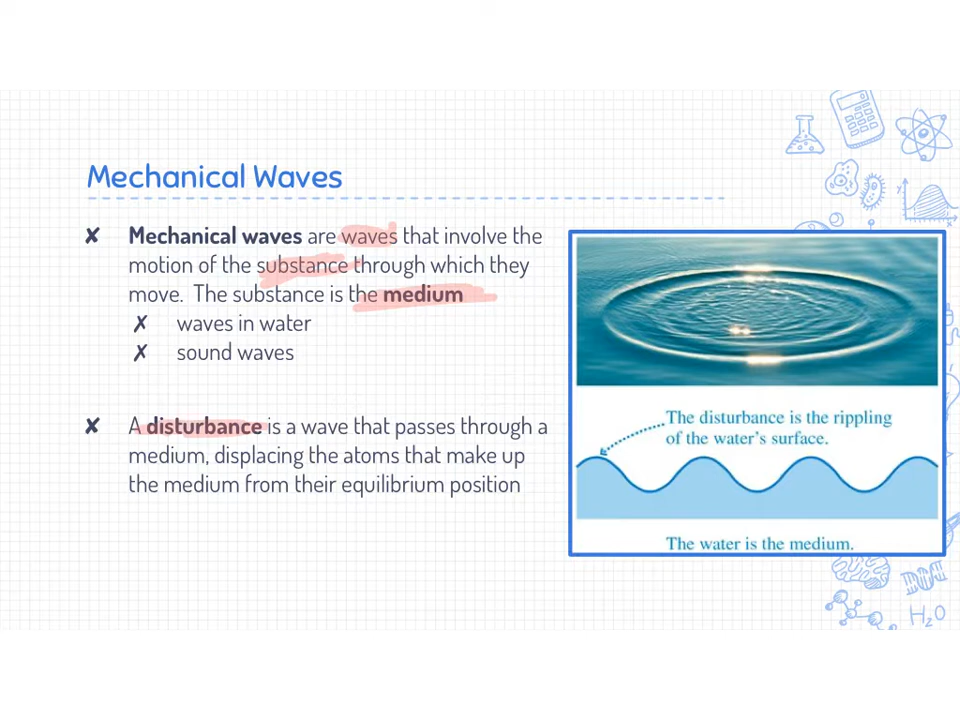 Mechanical Waves
✘ Mechanical waves are waves that involve the
motion of the substance through which they
move. The substance is the medium
✗ waves in water
✗ sound waves
✘ A disturbance is a wave that passes through a
medium, displacing the atoms that make up
the medium from their equilibrium position
The disturbance is the rippling
of the water's surface.
The water is the medium.
y
x
H₂O